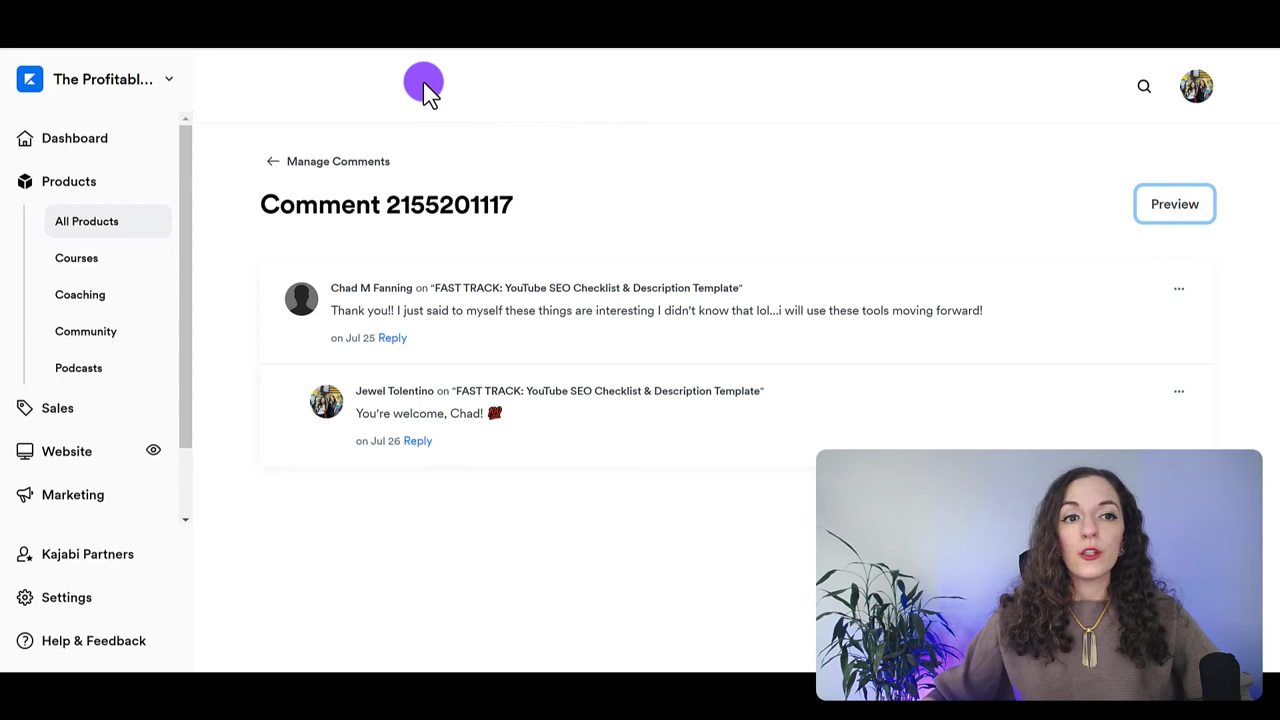 The Profitabl...
Dashboard
Products
All Products
Courses
Coaching
Community
Podcasts
Sales
Website
Marketing
Kajabi Partners
Settings
Help & Feedback
Manage Comments
Comment 2155201117
Preview
Chad M Fanning on "FAST TRACK: YouTube SEO Checklist & Description Template"
Thank you!! I just said to myself these things are interesting I didn't know that lol...i will use these tools moving forward!
on Jul 25 Reply
Jewel Tolentino on "FAST TRACK: YouTube SEO Checklist & Description Template"
You're welcome, Chad! 💯
on Jul 26 Reply